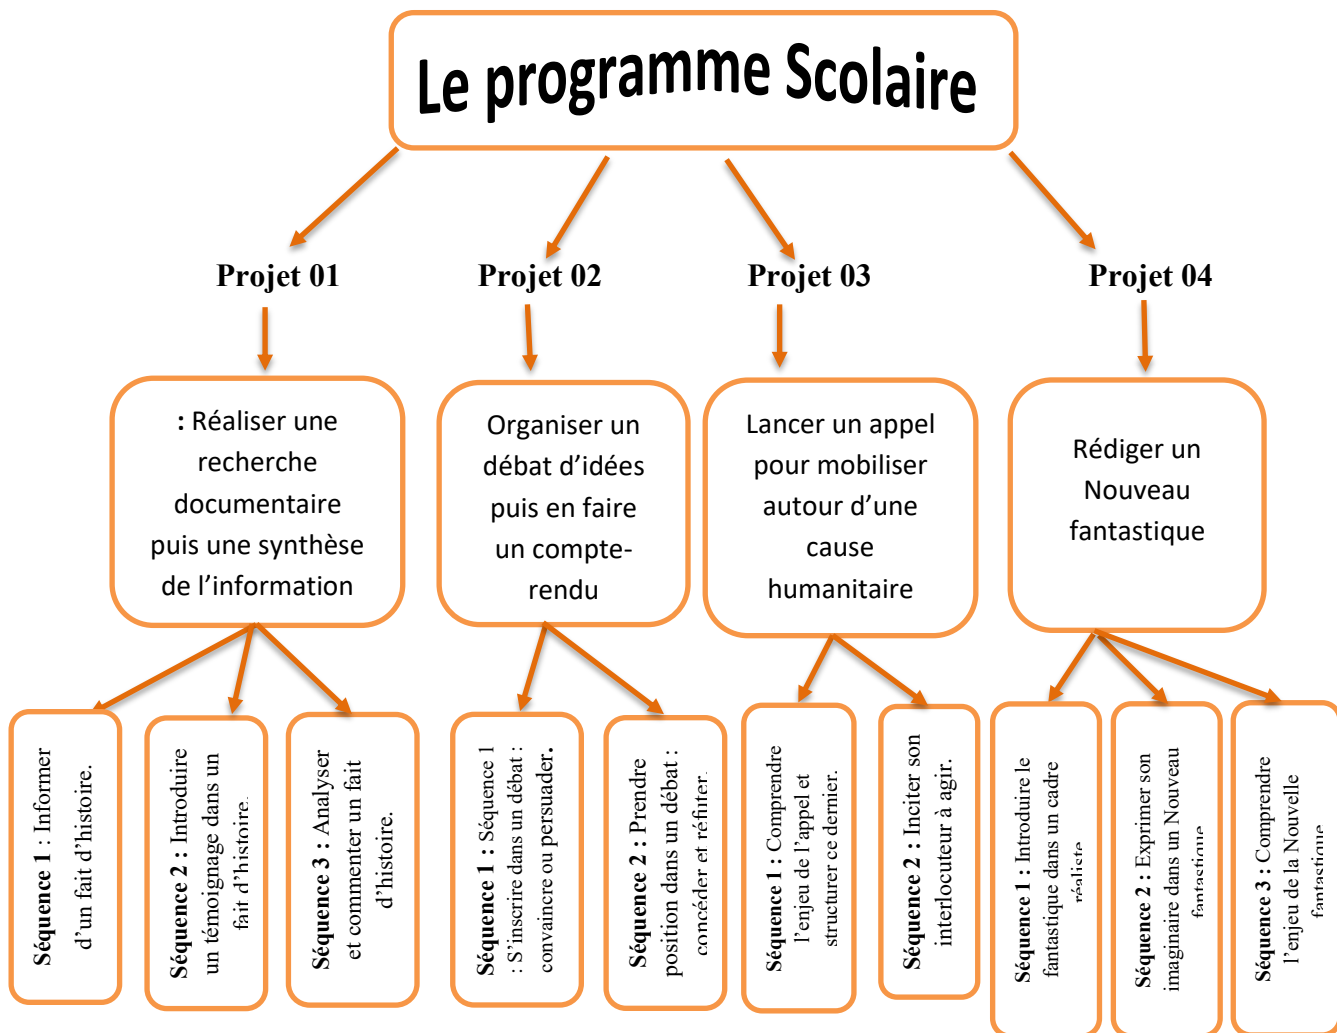 Le programme Scolaire
Projet 01
Projet 02
Projet 03
Projet 04
: Réaliser une
recherche
documentaire
puis une synthèse
de l’information
Organiser un
débat d’idées
puis en faire
un compte-
rendu
Lancer un appel
pour mobiliser
autour d’une
cause
humanitaire
Rédiger un
Nouveau
fantastique
Séquence 1 : Informer
d’un fait d’histoire.
Séquence 2 : Introduire
un témoignage dans un
fait d’histoire.
Séquence 3 : Analyser
et commenter un fait
d’histoire.
Séquence 1 : Séquence 1
: S’inscrire dans un débat :
convaincre ou persuader.
Séquence 2 : Prendre
position dans un débat :
concéder et réfuter.
Séquence 1 : Comprendre
l’enjeu de l’appel et
structurer ce dernier.
Séquence 2 : Inciter son
interlocuteur à agir.
Séquence 1 : Introduire le
fantastique dans un cadre
réaliste
Séquence 2 : Exprimer son
imaginaire dans un Nouveau
fantastique
Séquence 3 : Comprendre
l’enjeu de la Nouvelle
fantastique